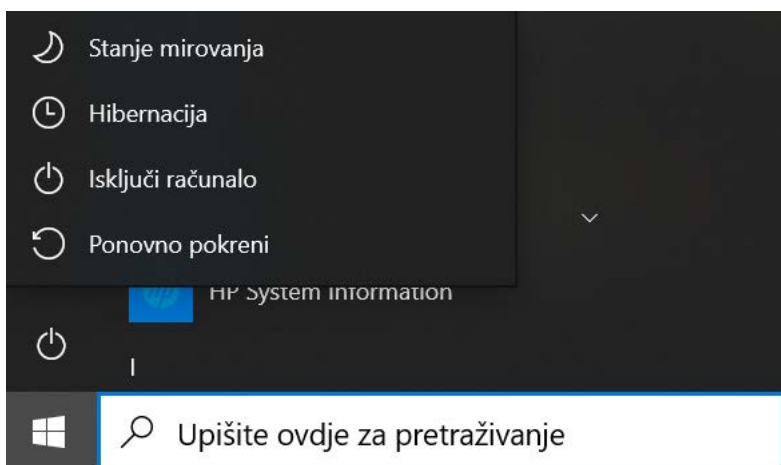 Stanje mirovanja
Hibernacija
Isključi računalo
Ponovno pokreni
HP System Information
I
Upišite ovdje za pretraživanje